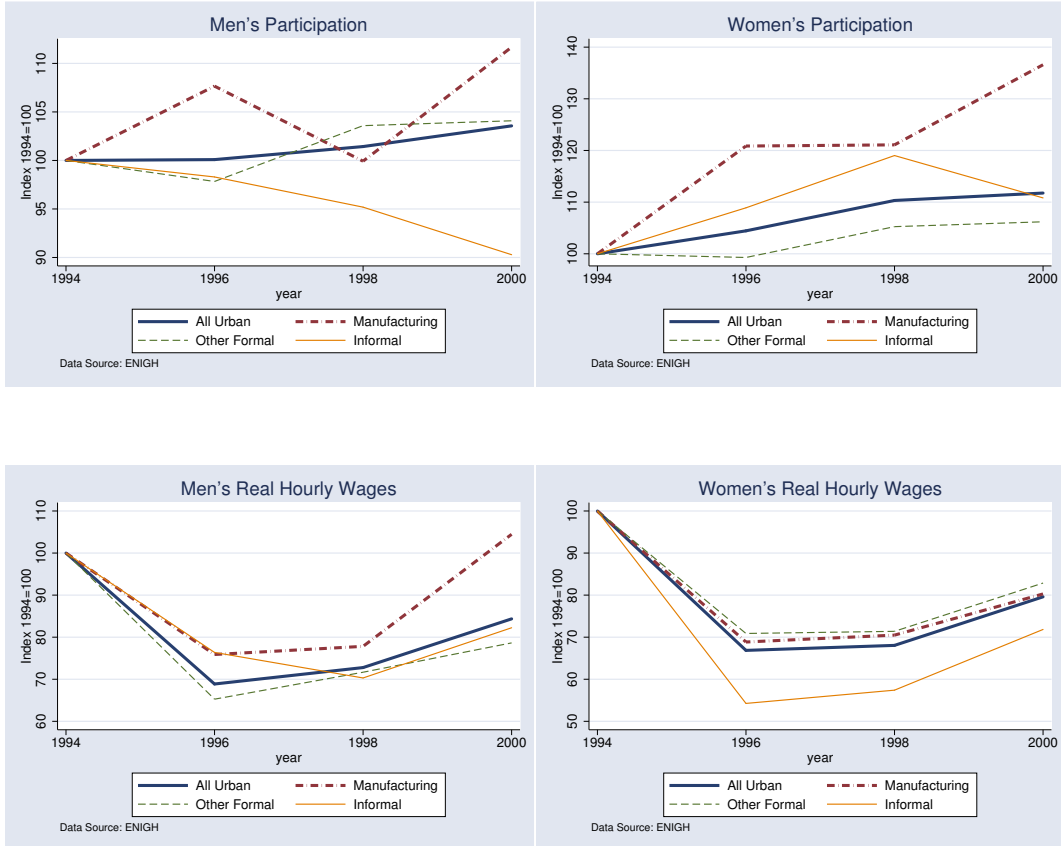 Men's Participation
Index 1994=100
110
105
100
95
90
1994 1996 1998 2000
year
All Urban Manufacturing
Other Formal Informal
Data Source: ENIGH
Women's Participation
Index 1994=100
140
130
120
110
100
1994 1996 1998 2000
year
All Urban Manufacturing
Other Formal Informal
Data Source: ENIGH
Men's Real Hourly Wages
Index 1994=100
110
100
90
80
70
60
1994 1996 1998 2000
year
All Urban Manufacturing
Other Formal Informal
Data Source: ENIGH
Women's Real Hourly Wages
Index 1994=100
100
90
80
70
60
50
1994 1996 1998 2000
year
All Urban Manufacturing
Other Formal Informal
Data Source: ENIGH